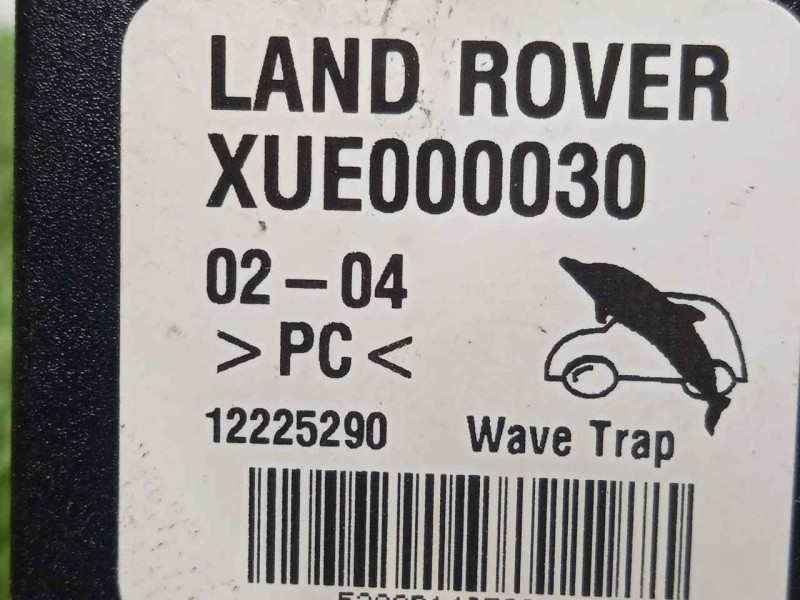 LAND ROVER
XUE000030
02-04
>PC<
12225290
Wave Trap